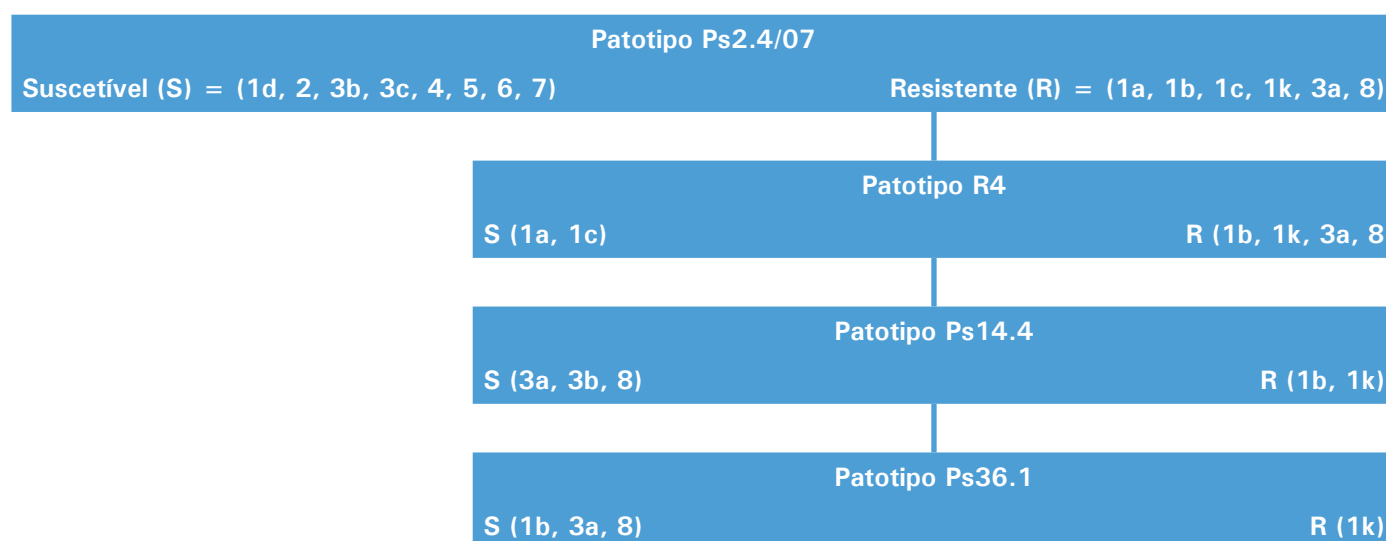 Patotipo Ps2.4/07
Suscetível (S) = (1d, 2, 3b, 3c, 4, 5, 6, 7) Resistente (R) = (1a, 1b, 1c, 1k, 3a, 8)
Patotipo R4
S (1a, 1c) R (1b, 1k, 3a, 8
Patotipo Ps14.4
S (3a, 3b, 8) R (1b, 1k)
Patotipo Ps36.1
S (1b, 3a, 8) R (1k)